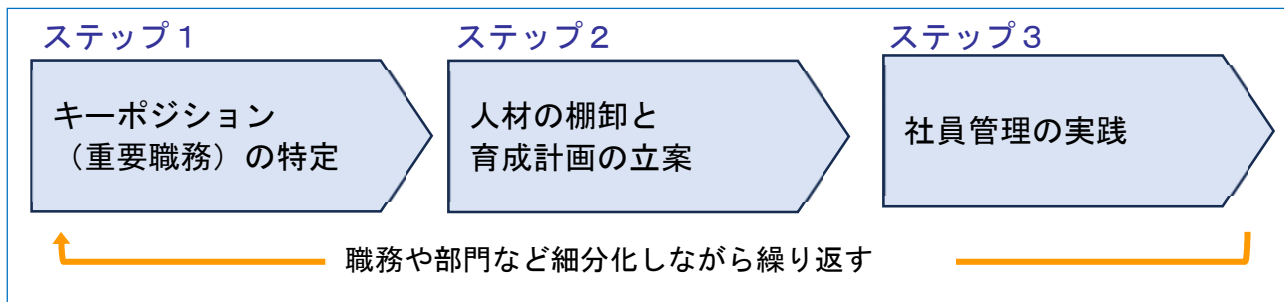 ステップ１
ステップ２
ステップ３
キーポジション
（重要職務）の特定
人材の棚卸と
育成計画の立案
社員管理の実践
職務や部門など細分化しながら繰り返す